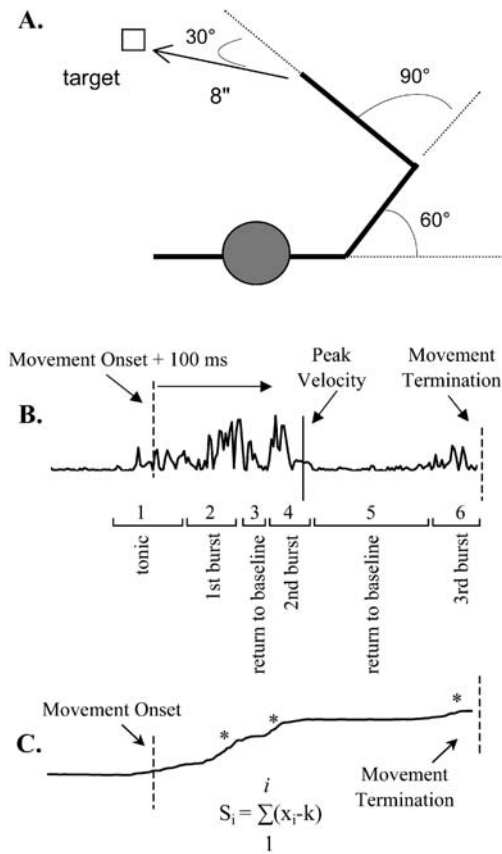 A.
30°
target
8"
90°
60°
Movement Onset + 100 ms
Peak
Velocity
Movement
Termination
B.
1 2 3 4 5 6
tonic
1st burst
return to baseline
2nd burst
return to baseline
3rd burst
C.
Movement Onset
* * *
Movement
Termination
i
Sᵢ = ∑(xᵢ-k)
1